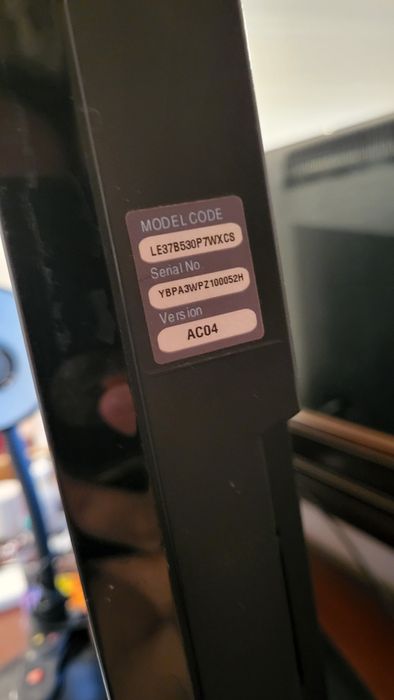 MODEL CODE
LE37B530P7WXCS
Serial No.
YBPA3WPZ100052H
Version
AC04